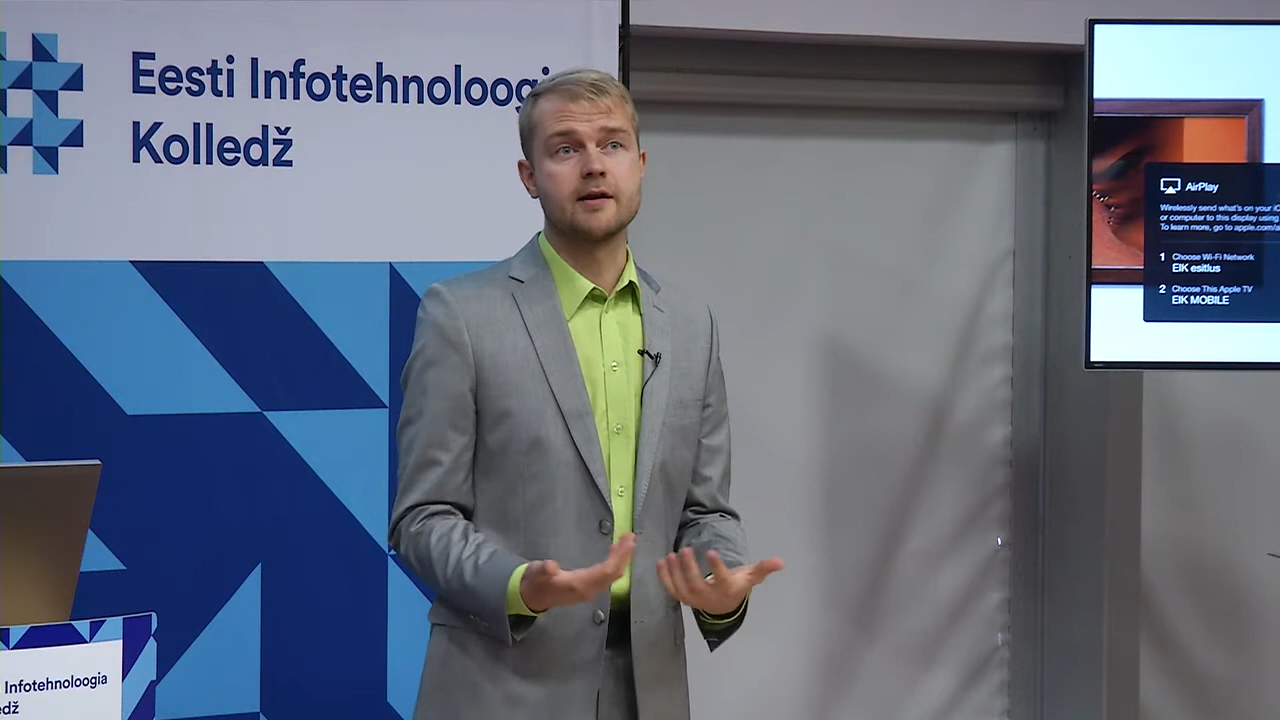 Eesti Infotehnoloogia
Kolledž
AirPlay
Wirelessly send what's on your
or computer to this display using
To learn more, go to apple.com/a
1 Choose Wi-Fi Network
EIK esitlus
2 Choose This Apple TV
EIK MOBILE
Infotehnoloogia
edž